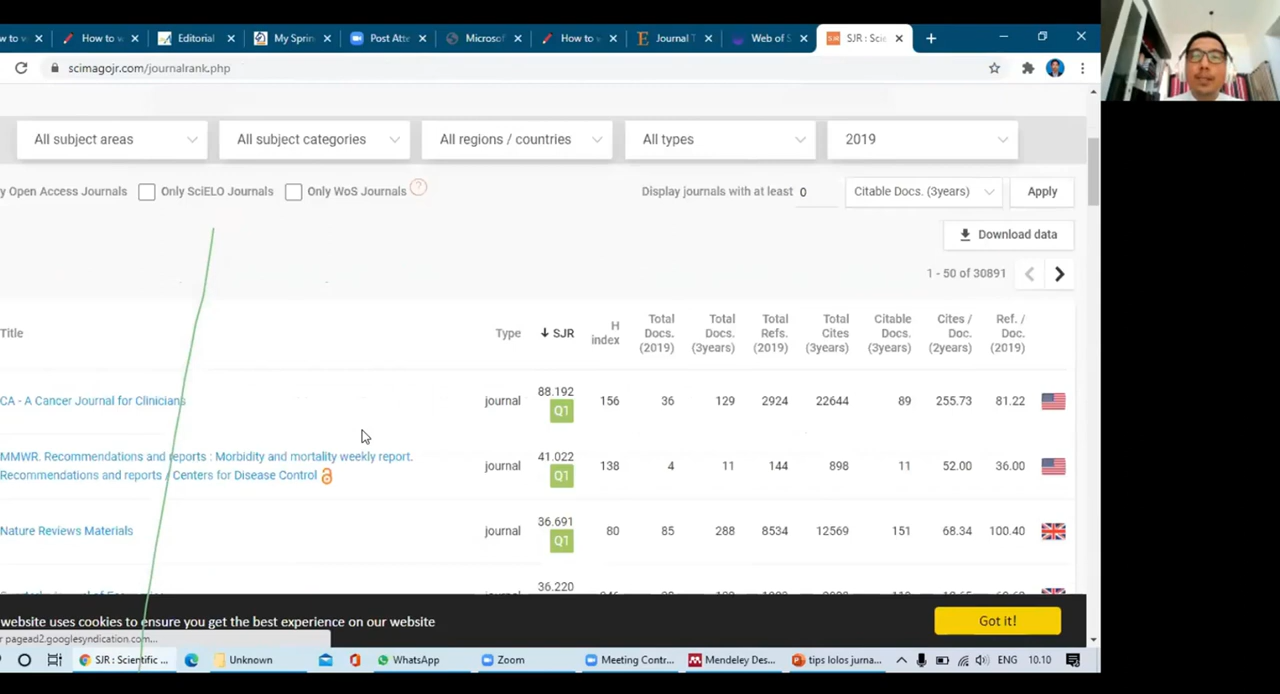 w to w
How to w
Editorial
My Sprin
Post Atte
Microsof
How to w
Journal T
Web of S
SJR : Scie
scimagojr.com/journalrank.php
All subject areas
All subject categories
All regions / countries
All types
2019
y Open Access Journals
Only SciELO Journals
Only WoS Journals
?
Display journals with at least
0
Citable Docs. (3years)
Apply
Download data
1 - 50 of 30891
Title
Type
SJR
H index
Total Docs. (2019)
Total Docs. (3years)
Total Refs. (2019)
Total Cites (3years)
Citable Docs. (3years)
Cites / Doc. (2years)
Ref. / Doc. (2019)
CA - A Cancer Journal for Clinicians
journal
88.192 Q1
156
36
129
2924
22644
89
255.73
81.22
MMWR. Recommendations and reports : Morbidity and mortality weekly report.
Recommendations and reports / Centers for Disease Control
journal
41.022 Q1
138
4
11
144
898
11
52.00
36.00
Nature Reviews Materials
journal
36.691 Q1
80
85
288
8534
12569
151
68.34
100.40
36.220
website uses cookies to ensure you get the best experience on our website
Got it!
r pagead2.googlesyndication.com...
SJR : Scientific ...
Unknown
WhatsApp
Zoom
Meeting Contr...
Mendeley Des...
tips lolos jurna...
ENG
10.10